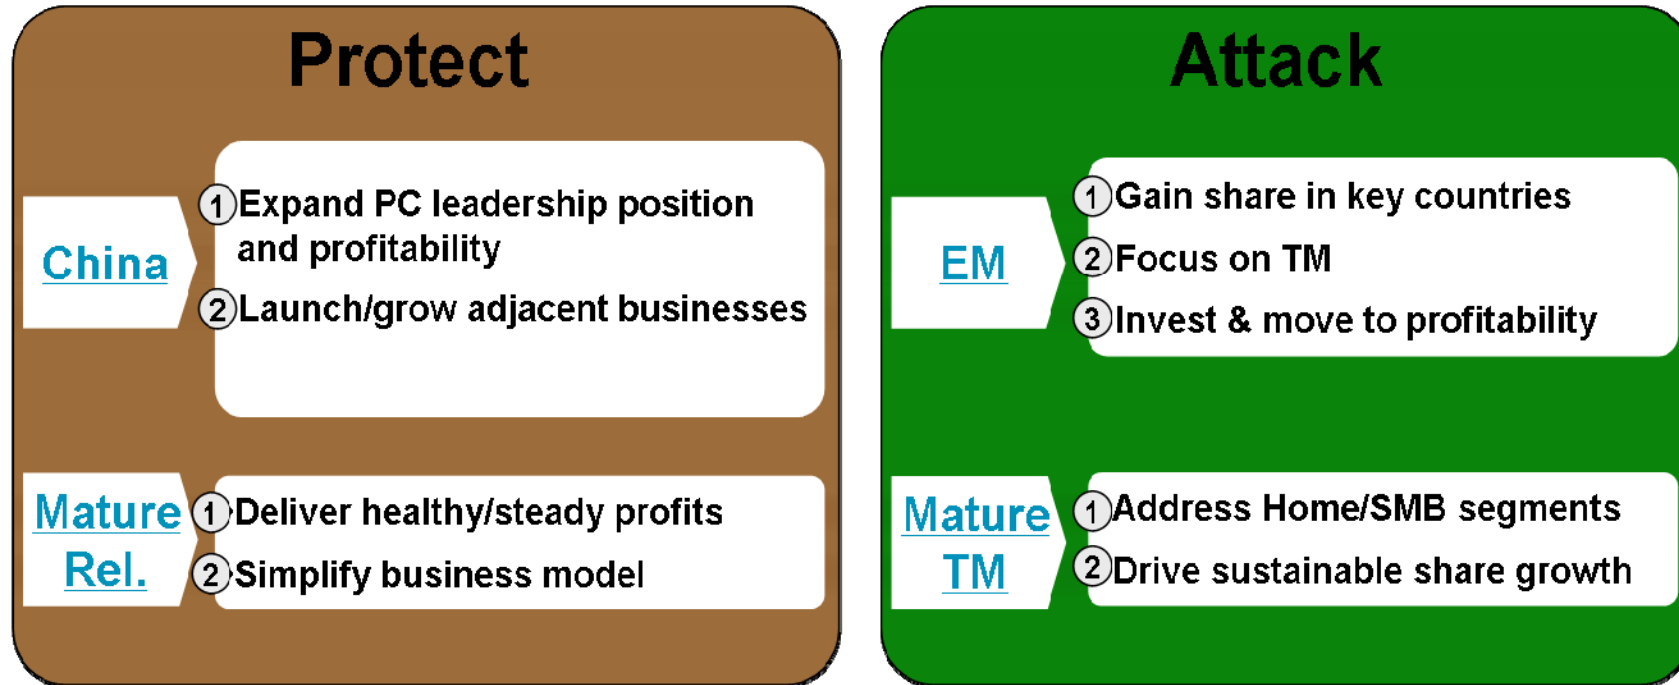 Protect
China
1 Expand PC leadership position
and profitability
2 Launch/grow adjacent businesses
Mature
Rel.
1 Deliver healthy/steady profits
2 Simplify business model
Attack
EM
1 Gain share in key countries
2 Focus on TM
3 Invest & move to profitability
Mature
TM
1 Address Home/SMB segments
2 Drive sustainable share growth